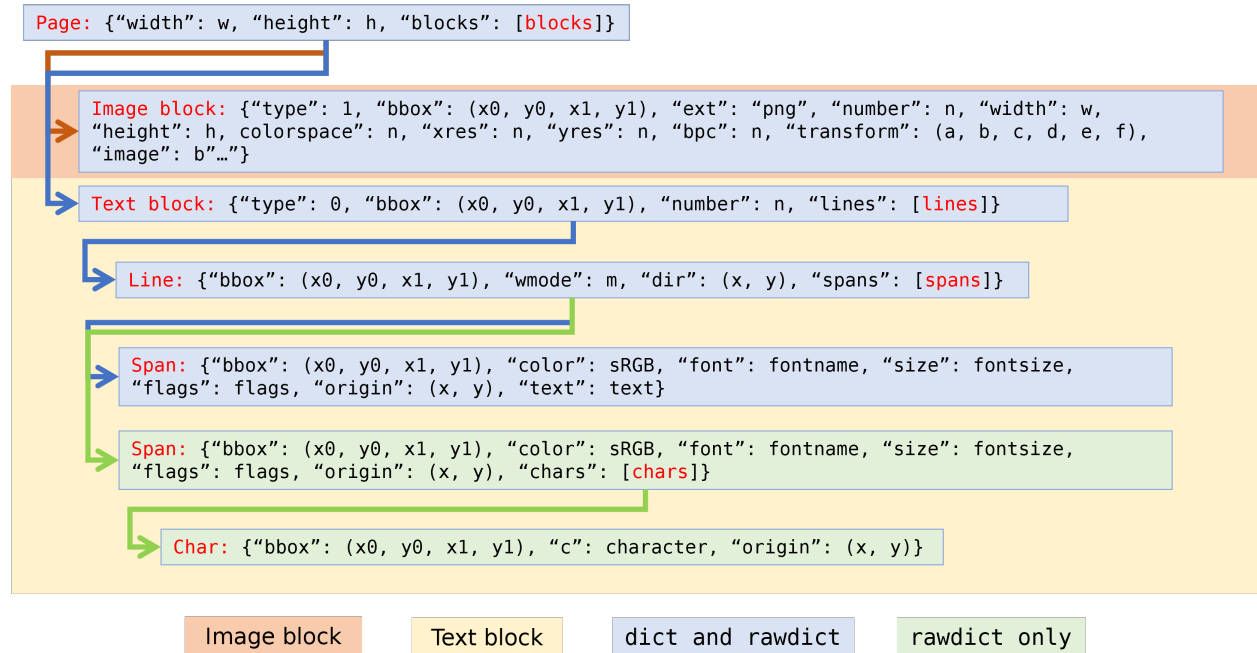 Page: {“width”: w, “height”: h, “blocks”: [blocks]}
Image block: {“type”: 1, “bbox”: (x0, y0, x1, y1), “ext”: “png”, “number”: n, “width”: w,
“height”: h, colorspace”: n, “xres”: n, “yres”: n, “bpc”: n, “transform”: (a, b, c, d, e, f),
“image”: b”…”}
Text block: {“type”: 0, “bbox”: (x0, y0, x1, y1), “number”: n, “lines”: [lines]}
Line: {“bbox”: (x0, y0, x1, y1), “wmode”: m, “dir”: (x, y), “spans”: [spans]}
Span: {“bbox”: (x0, y0, x1, y1), “color”: sRGB, “font”: fontname, “size”: fontsize,
“flags”: flags, “origin”: (x, y), “text”: text}
Span: {“bbox”: (x0, y0, x1, y1), “color”: sRGB, “font”: fontname, “size”: fontsize,
“flags”: flags, “origin”: (x, y), “chars”: [chars]}
Char: {“bbox”: (x0, y0, x1, y1), “c”: character, “origin”: (x, y)}
Image block
Text block
dict and rawdict
rawdict only